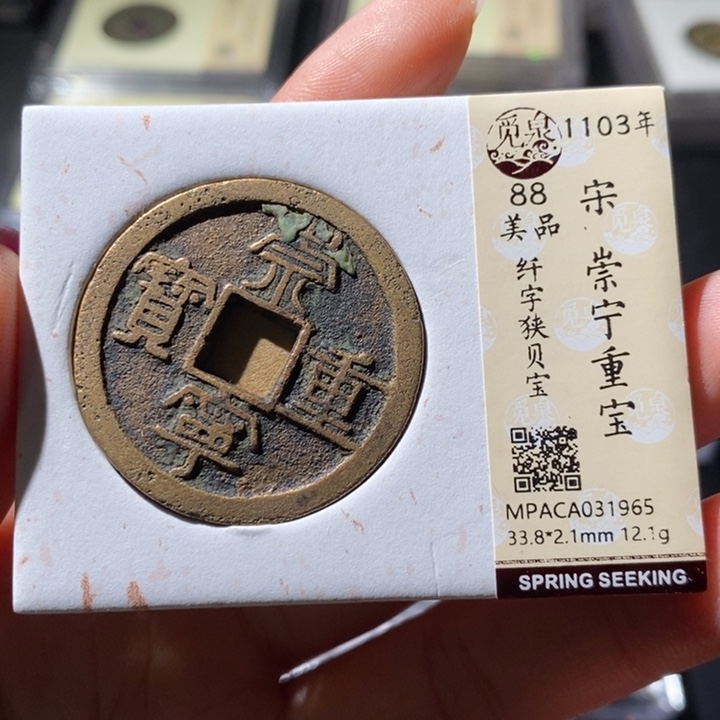 崇寧重寶
觅泉
1103年
88
美品
纤字狭贝宝
宋
崇宁重宝
MPACA031965
33.8*2.1mm 12.1g
SPRING SEEKING